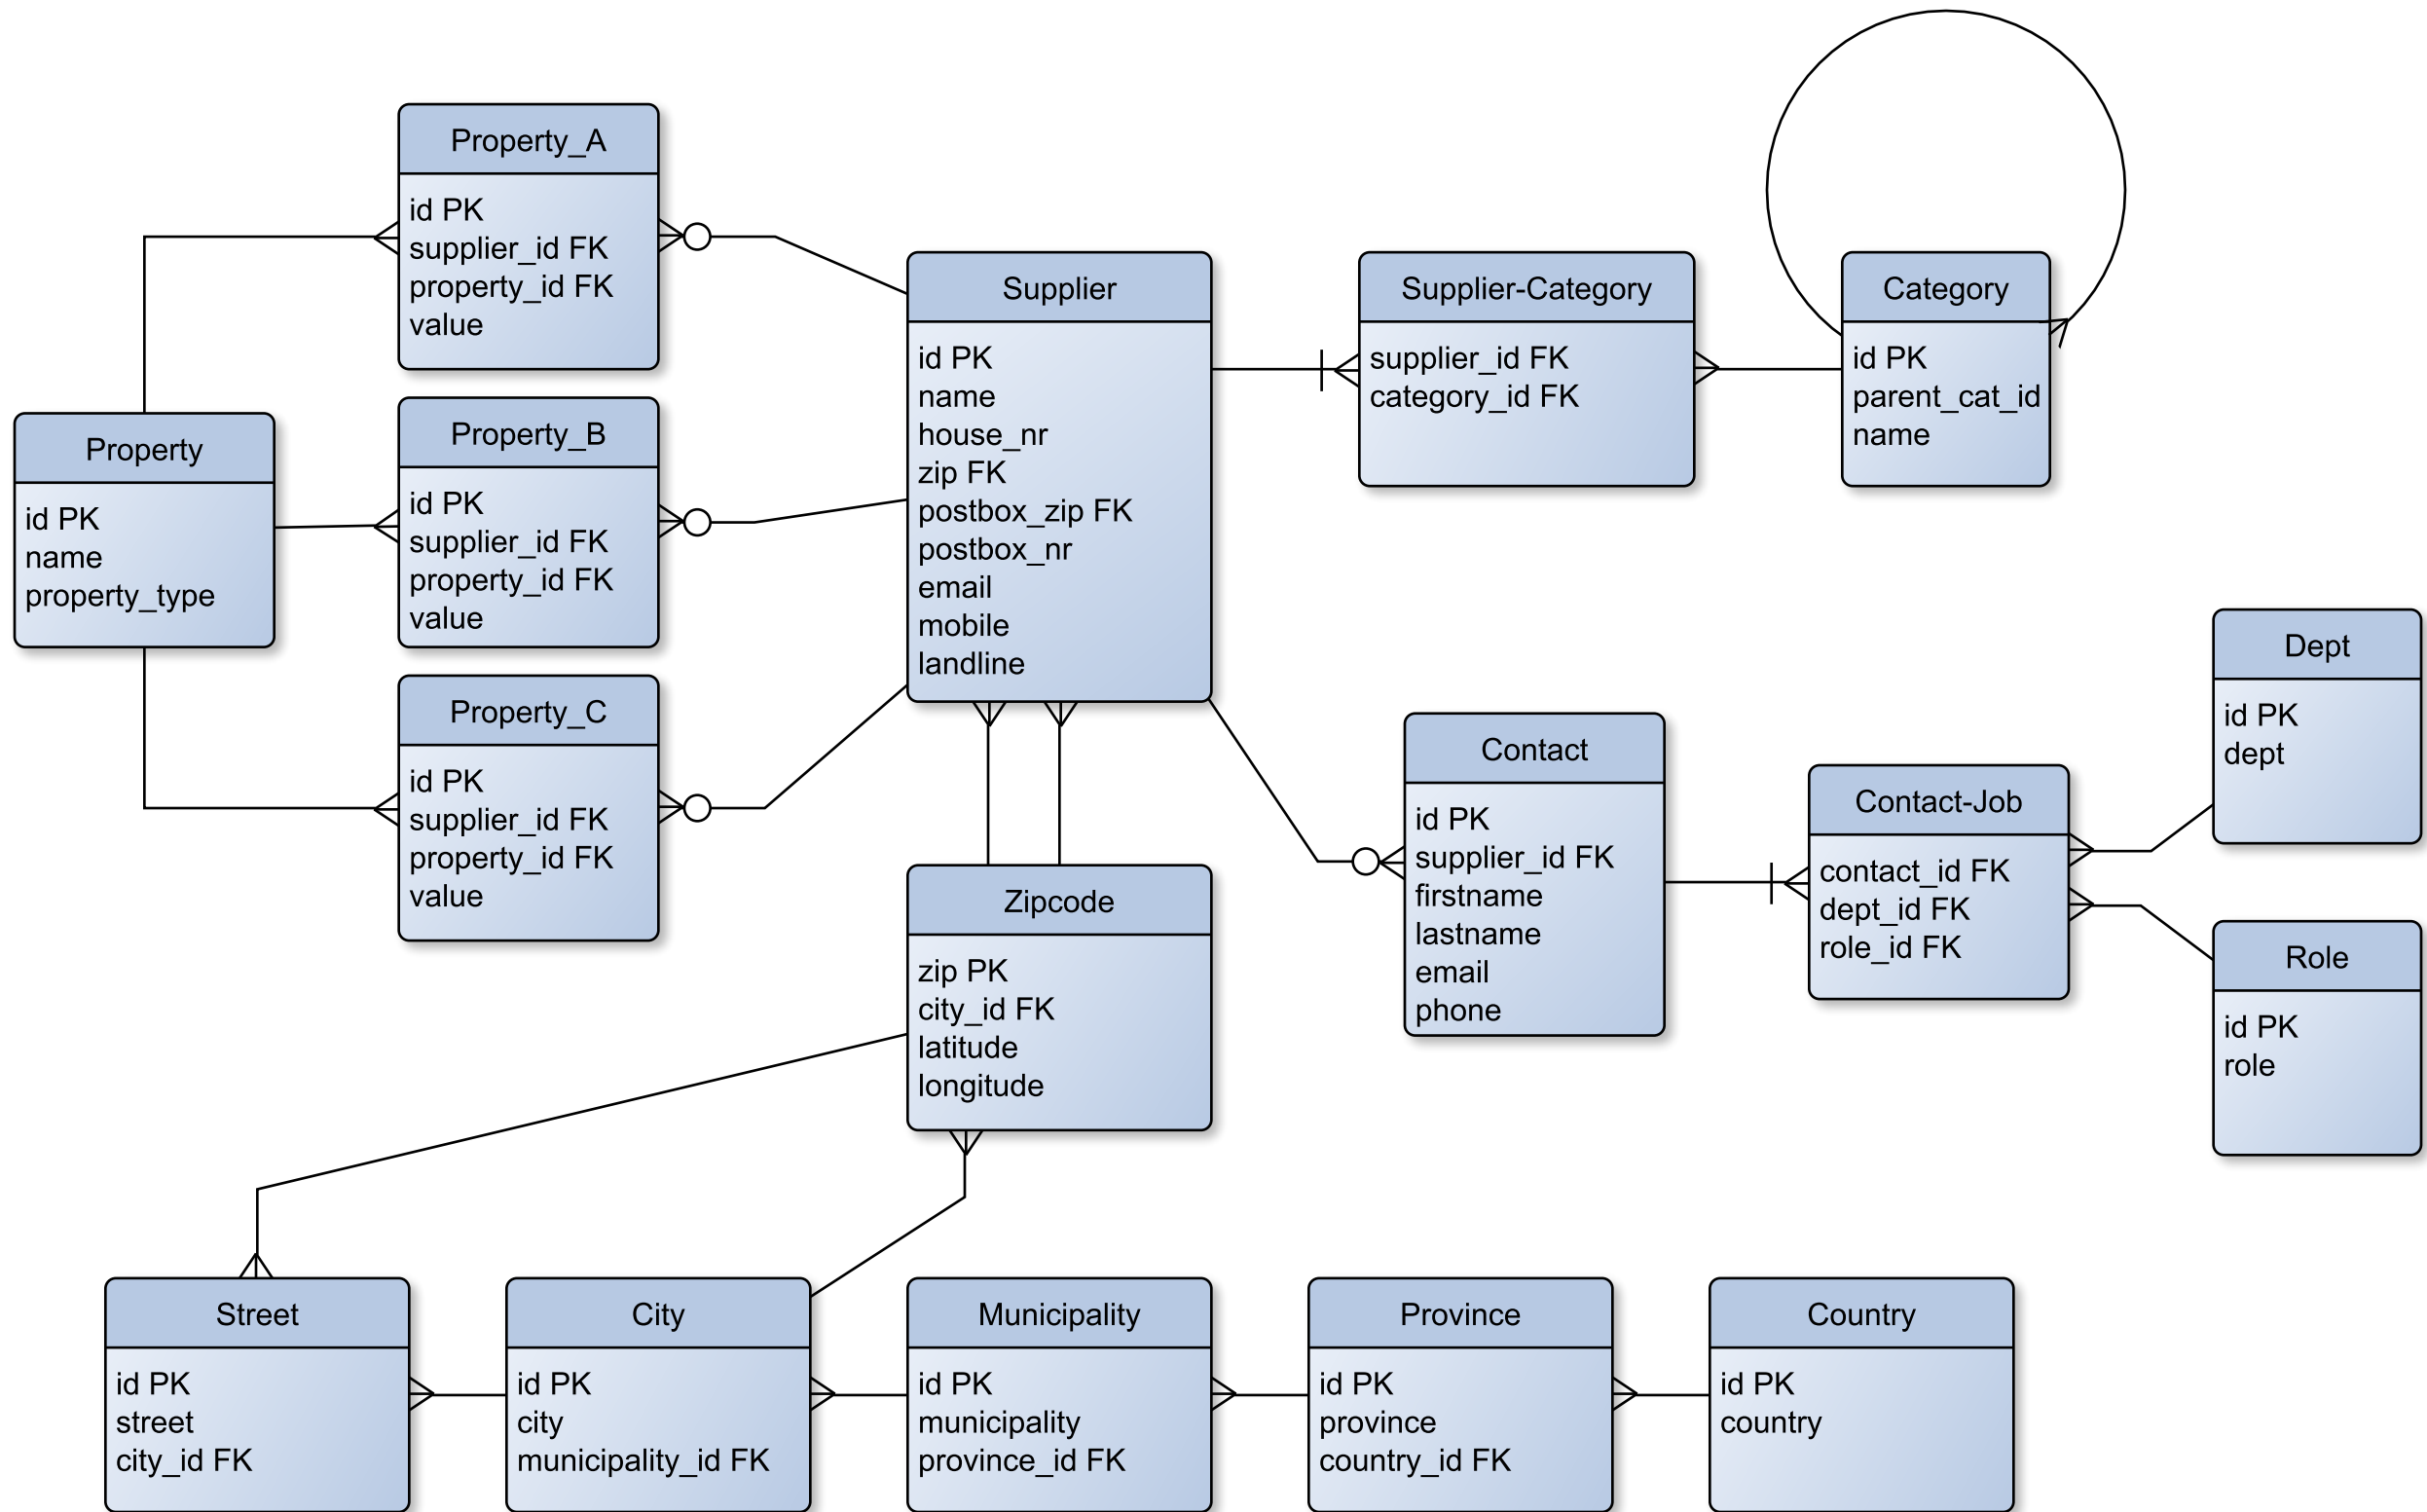 Property_A
id PK
supplier_id FK
property_id FK
value
Property
id PK
name
property_type
Property_B
id PK
supplier_id FK
property_id FK
value
Property_C
id PK
supplier_id FK
property_id FK
value
Supplier
id PK
name
house_nr
zip FK
postbox_zip FK
postbox_nr
email
mobile
landline
Supplier-Category
supplier_id FK
category_id FK
Category
id PK
parent_cat_id
name
Contact
id PK
supplier_id FK
firstname
lastname
email
phone
Contact-Job
contact_id FK
dept_id FK
role_id FK
Dept
id PK
dept
Role
id PK
role
Zipcode
zip PK
city_id FK
latitude
longitude
Street
id PK
street
city_id FK
City
id PK
city
municipality_id FK
Municipality
id PK
municipality
province_id FK
Province
id PK
province
country_id FK
Country
id PK
country